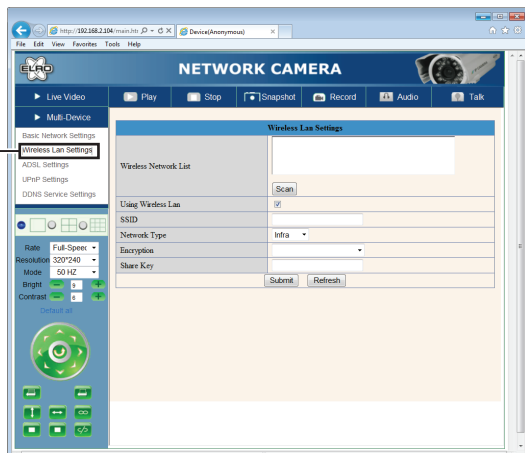 http://192.168.2.104/main.htm
Device(Anonymous)
File Edit View Favorites Tools Help
ELRO
NETWORK CAMERA
Live Video
Play
Stop
Snapshot
Record
Audio
Talk
Multi-Device
Basic Network Settings
Wireless Lan Settings
ADSL Settings
UPnP Settings
DDNS Service Settings
Wireless Lan Settings
Wireless Network List
Scan
Using Wireless Lan
SSID
Network Type Infra
Encryption
Share Key
Submit Refresh
Rate Full-Speec
Resolution 320*240
Mode 50 HZ
Bright 9
Contrast 6
Default all